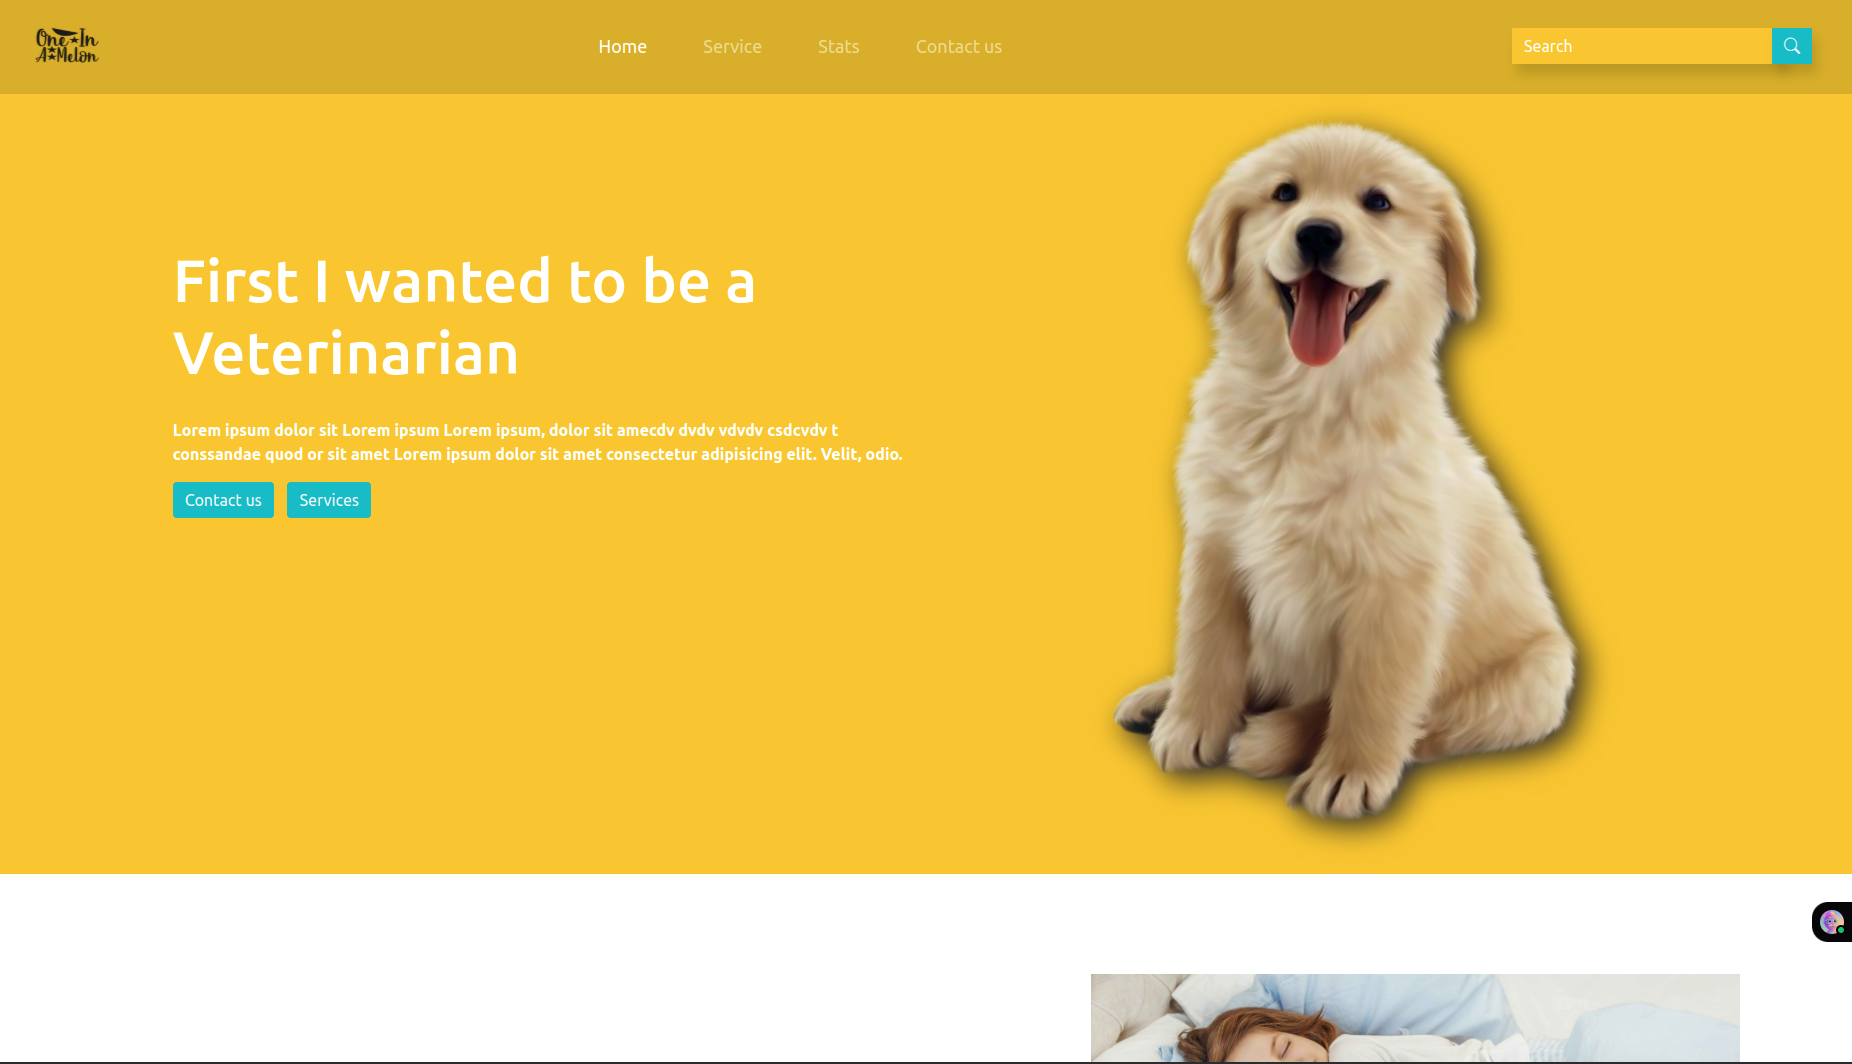 One In
A Melon
Home
Service
Stats
Contact us
Search
First I wanted to be a
Veterinarian
Lorem ipsum dolor sit Lorem ipsum Lorem ipsum, dolor sit amecdv dvdv vdvdv csdcvdv t
conssandae quod or sit amet Lorem ipsum dolor sit amet consectetur adipisicing elit. Velit, odio.
Contact us
Services